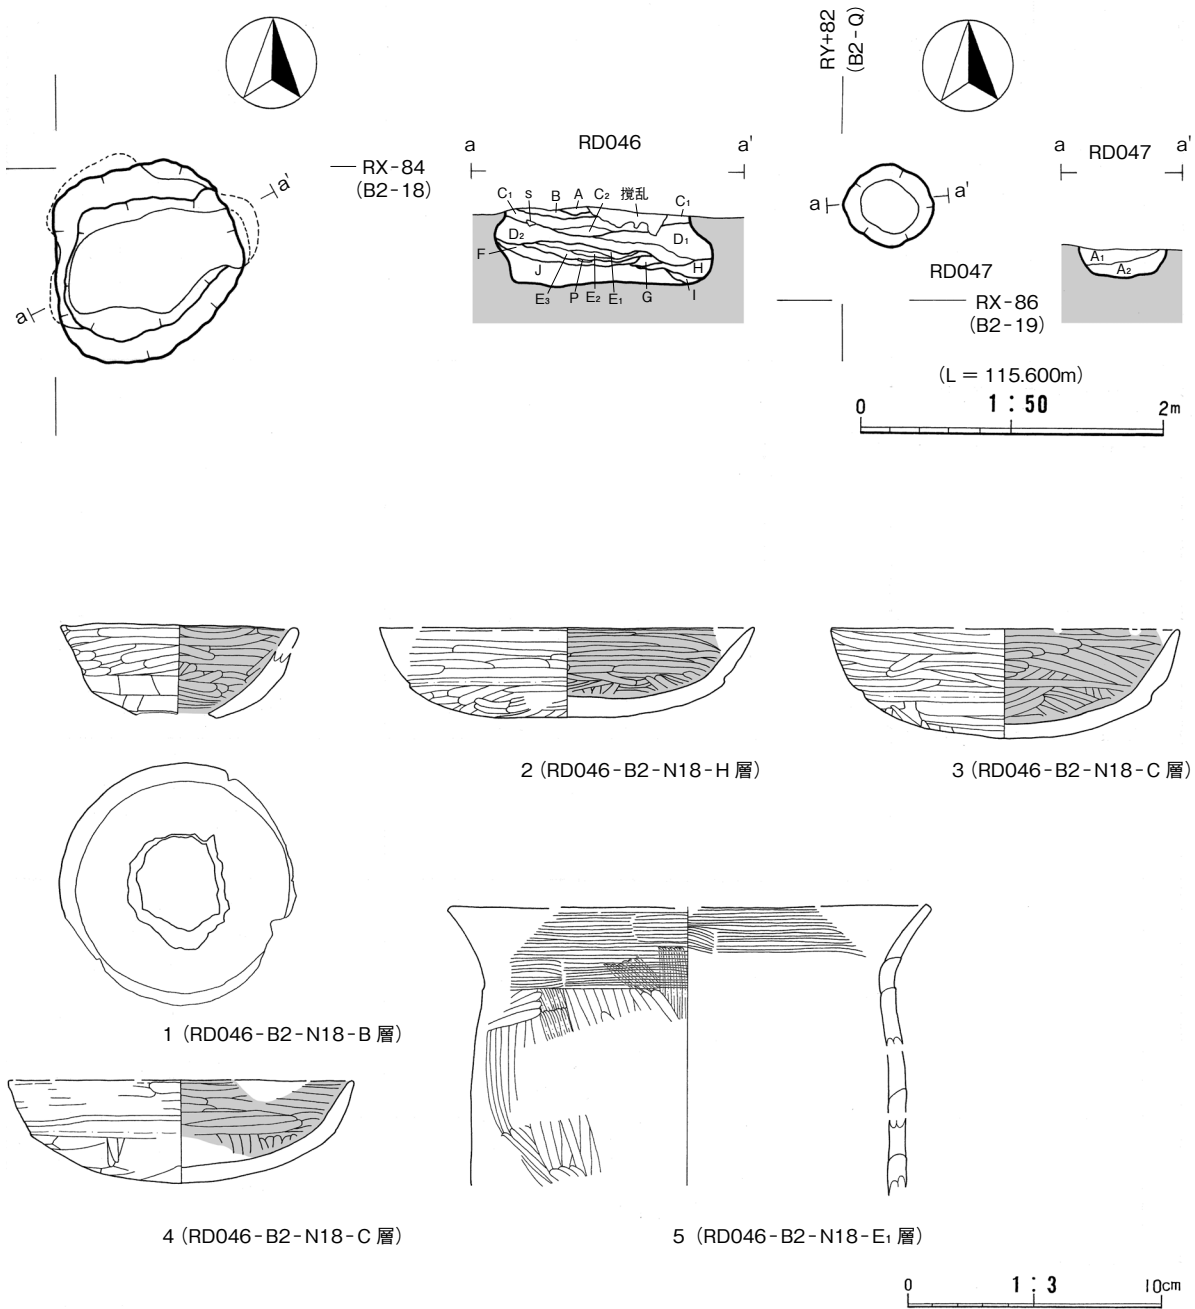 RX-84
(B2-18)
a
a'
a RD046 a'
C₁ s B A C₂ 撹乱 C₁
D₂ D₁
F J H
E₃ P E₂ E₁ G I
RY+82
(B2-Q)
a
a'
RD047
RX-86
(B2-19)
a RD047 a'
A₁
A₂
(L = 115.600m)
0 1:50 2m
2 (RD046-B2-N18-H 層)
3 (RD046-B2-N18-C 層)
1 (RD046-B2-N18-B 層)
4 (RD046-B2-N18-C 層)
5 (RD046-B2-N18-E₁ 層)
0 1:3 10cm